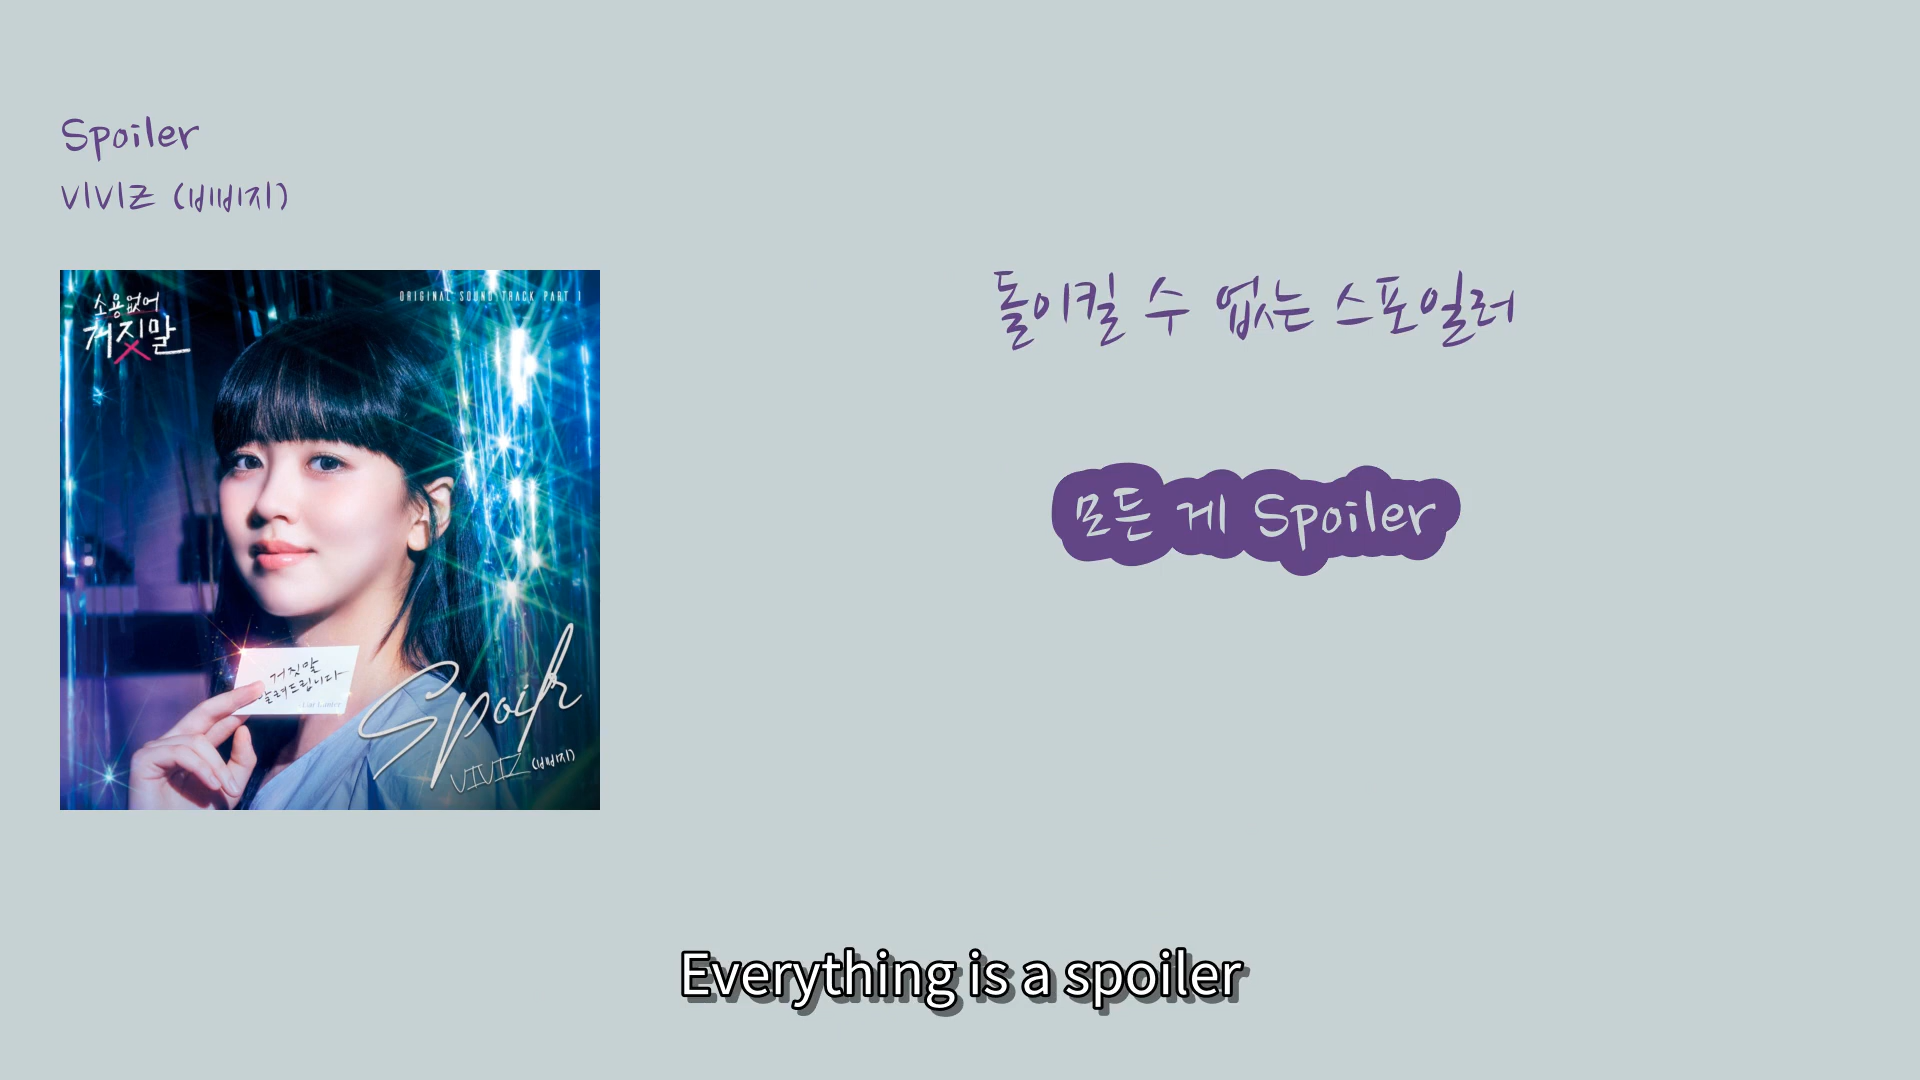 Spoiler
VIVIZ (비비지)
ORIGINAL SOUND TRACK PART 1
소용없어
거짓말
거짓말
알려드립니다
Spoiler
VIVIZ (비비지)
돌이킬 수 없는 스포일러
모든 게 Spoiler
Everything is a spoiler